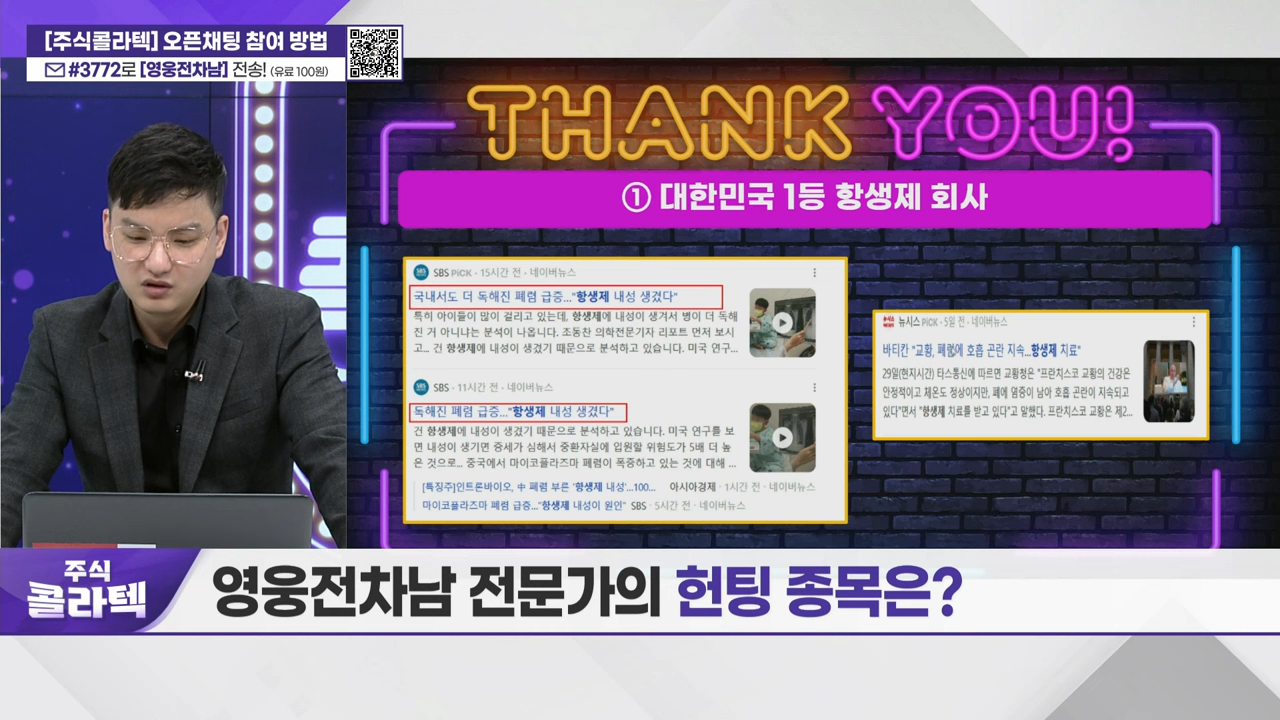 [주식콜라텍] 오픈채팅 참여 방법
#3772로 [영웅전차남] 전송! (유료 100원)
THANK YOU!
① 대한민국 1등 항생제 회사
SBS PiCK · 15시간 전 · 네이버뉴스
국내서도 더 독해진 폐렴 급증..."항생제 내성 생겼다"
특히 아이들이 많이 걸리고 있는데, 항생제에 내성이 생겨서 병이 더 독해
진 거 아니냐는 분석이 나옵니다. 조동찬 의학전문기자 리포트 먼저 보시
고... 건 항생제에 내성이 생겼기 때문으로 분석하고 있습니다. 미국 연구...
SBS · 11시간 전 · 네이버뉴스
독해진 폐렴 급증..."항생제 내성 생겼다"
건 항생제에 내성이 생겼기 때문으로 분석하고 있습니다. 미국 연구를 보
면 내성이 생기면 증세가 심해서 중환자실에 입원할 위험도가 5배 더 높
은 것으로... 중국에서 마이코플라즈마 폐렴이 폭증하고 있는 것에 대해 ...
[특징주]인트론바이오, 中 폐렴 부른 '항생제 내성'...100... 아시아경제 · 1시간 전 · 네이버뉴스
마이코플라즈마 폐렴 급증..."항생제 내성이 원인" SBS · 5시간 전 · 네이버뉴스
뉴시스 PiCK · 5일 전 · 네이버뉴스
바티칸 "교황, 폐렴에 호흡 곤란 지속...항생제 치료"
29일(현지시간) 타스통신에 따르면 교황청은 "프란치스코 교황의 건강은
안정적이고 체온도 정상이지만, 폐에 염증이 남아 호흡 곤란이 지속되고
있다"면서 "항생제 치료를 받고 있다"고 말했다. 프란치스코 교황은 제2...
주식
콜라텍
영웅전차남 전문가의 헌팅 종목은?